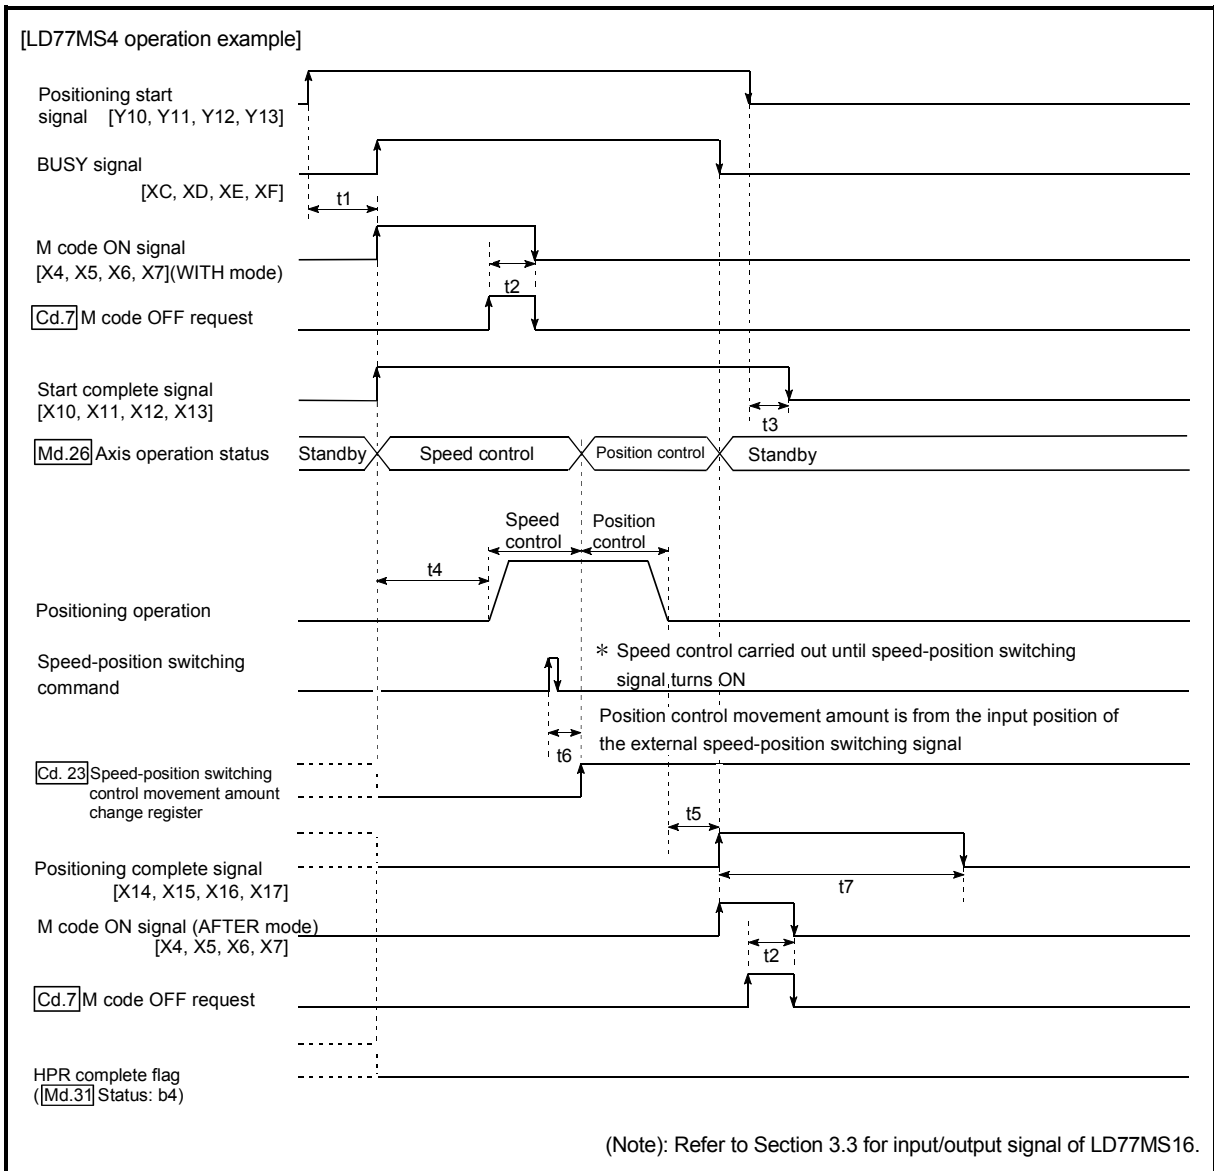 [LD77MS4 operation example]
Positioning start
signal [Y10, Y11, Y12, Y13]
BUSY signal
[XC, XD, XE, XF]
t1
M code ON signal
[X4, X5, X6, X7](WITH mode)
t2
Cd.7 M code OFF request
Start complete signal
[X10, X11, X12, X13]
t3
Md.26 Axis operation status
Standby
Speed control
Position control
Standby
Speed
control
Position
control
t4
Positioning operation
Speed-position switching
command
* Speed control carried out until speed-position switching
signal turns ON
Position control movement amount is from the input position of
the external speed-position switching signal
t6
Cd. 23 Speed-position switching
control movement amount
change register
t5
Positioning complete signal
[X14, X15, X16, X17]
t7
M code ON signal (AFTER mode)
[X4, X5, X6, X7]
t2
Cd.7 M code OFF request
HPR complete flag
( Md.31 Status: b4)
(Note): Refer to Section 3.3 for input/output signal of LD77MS16.